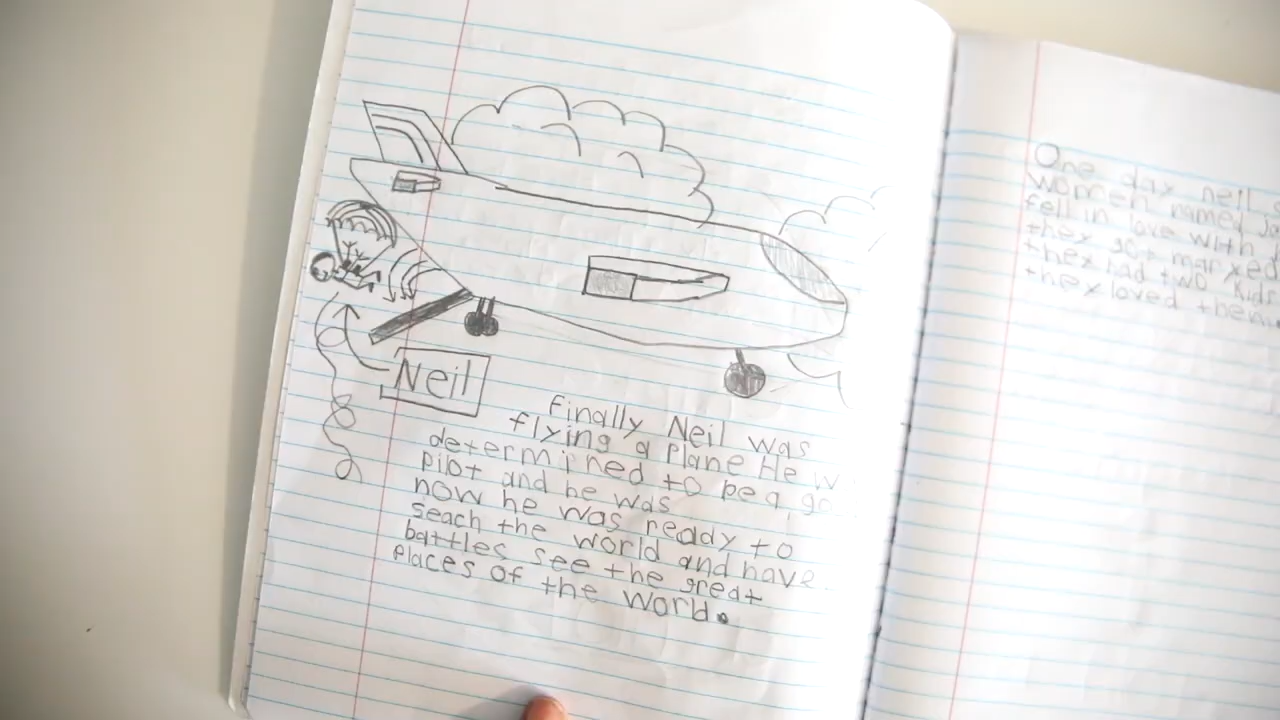 Neil
Finally Neil was
flying a plane He w
determined to be a go
pilot and he was
now he was ready to
seach the world and have
battles see the great
places of the world.
One day neil
women named Ja
fell in love with
they got maryed
they had two kids
they loved them